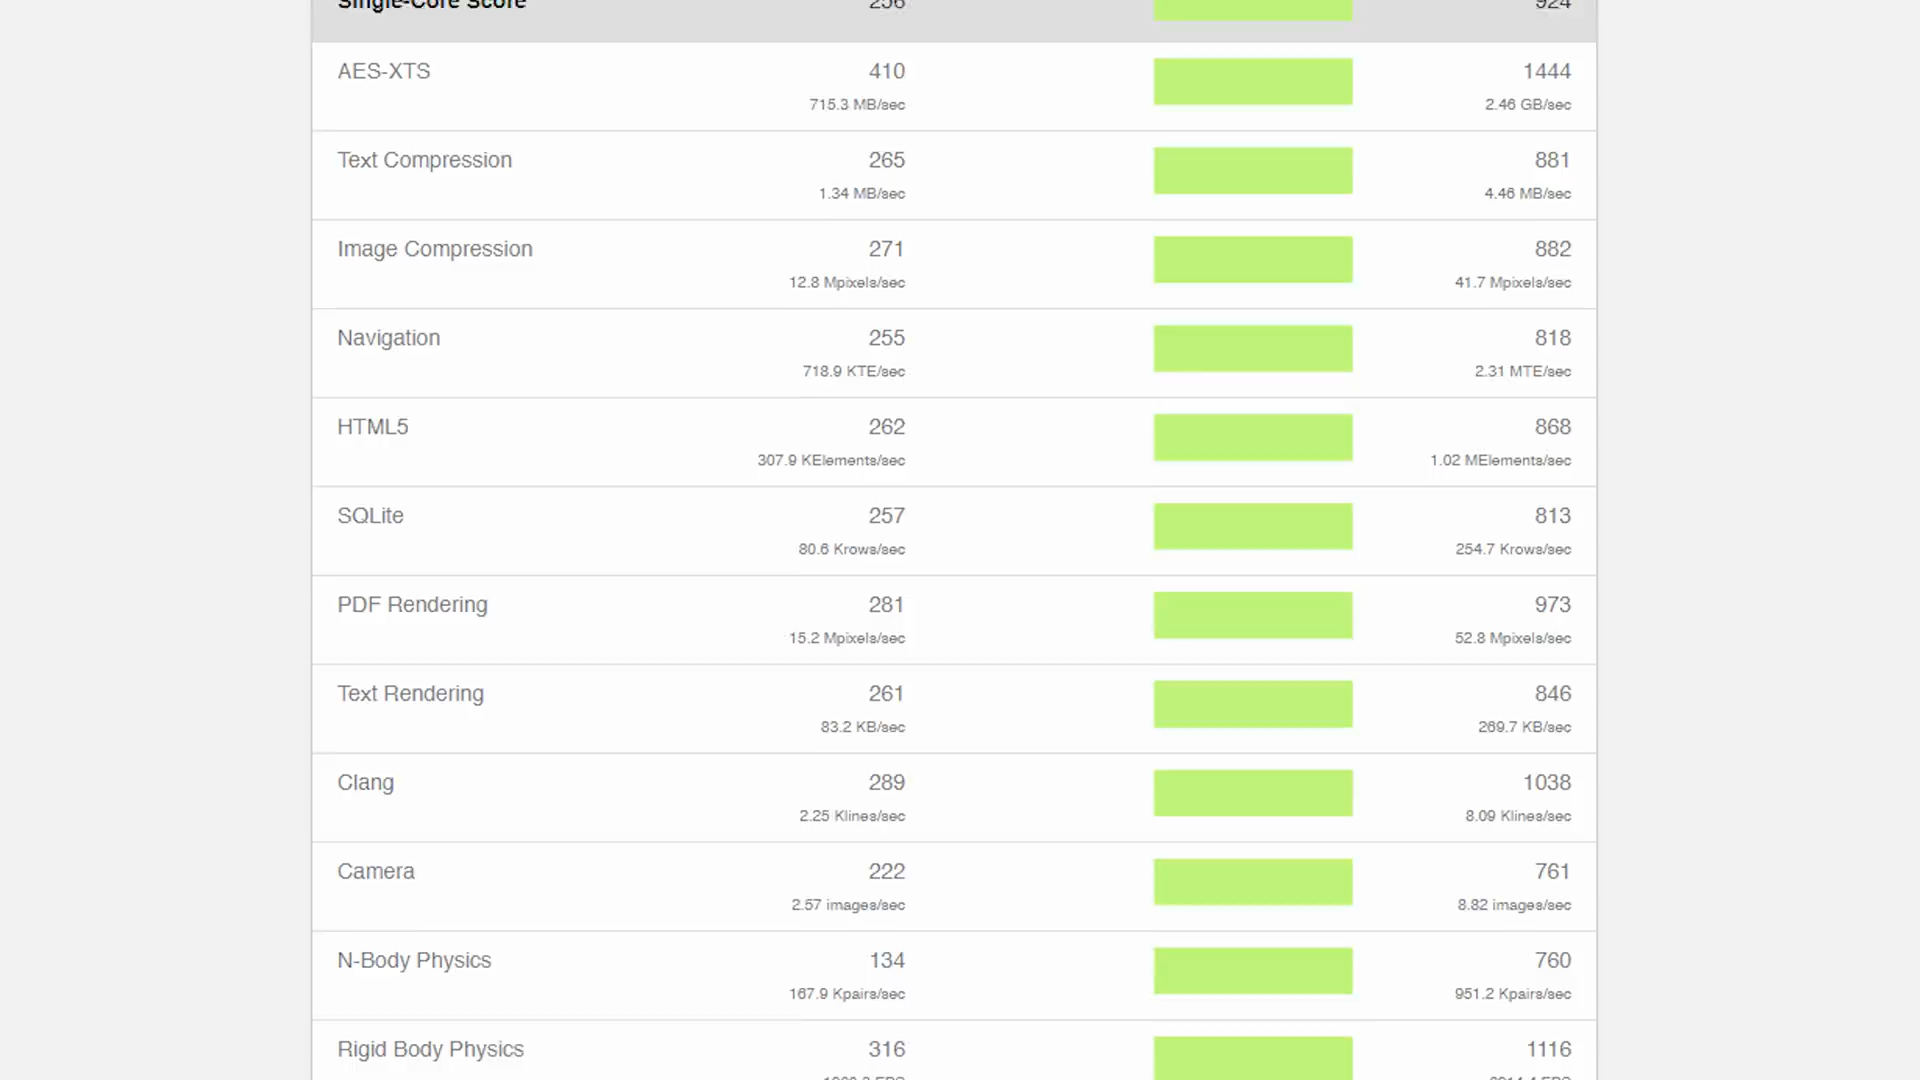 Single-Core Score 256 924
AES-XTS 410 1444
715.3 MB/sec 2.46 GB/sec
Text Compression 265 881
1.34 MB/sec 4.46 MB/sec
Image Compression 271 882
12.8 Mpixels/sec 41.7 Mpixels/sec
Navigation 255 818
718.9 KTE/sec 2.31 MTE/sec
HTML5 262 868
307.9 KElements/sec 1.02 MElements/sec
SQLite 257 813
80.6 Krows/sec 254.7 Krows/sec
PDF Rendering 281 973
15.2 Mpixels/sec 52.8 Mpixels/sec
Text Rendering 261 846
83.2 KB/sec 269.7 KB/sec
Clang 289 1038
2.25 Klines/sec 8.09 Klines/sec
Camera 222 761
2.57 images/sec 8.82 images/sec
N-Body Physics 134 760
167.9 Kpairs/sec 951.2 Kpairs/sec
Rigid Body Physics 316 1116